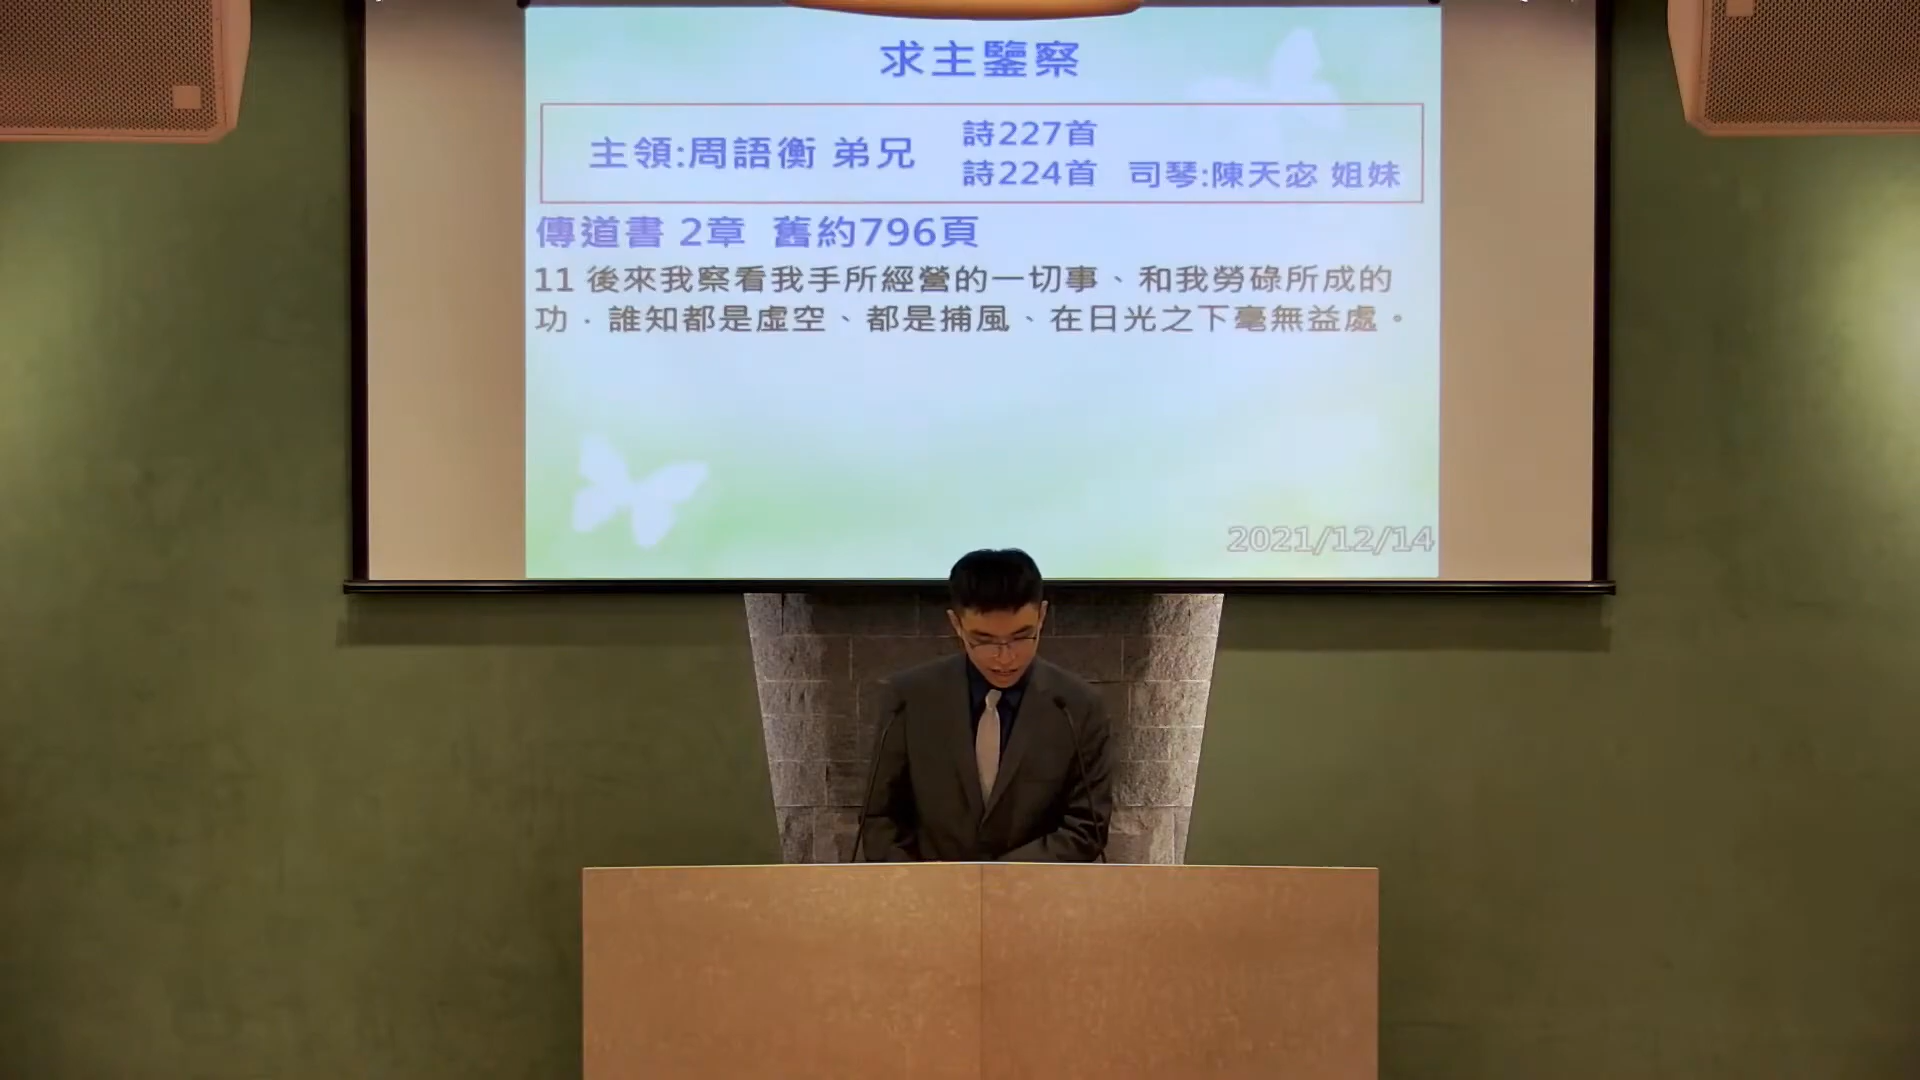 求主鑒察
主領:周語衡 弟兄
詩227首
詩224首 司琴:陳天宓 姐妹
傳道書 2章 舊約796頁
11 後來我察看我手所經營的一切事、和我勞碌所成的
功．誰知都是虛空、都是捕風、在日光之下毫無益處。
2021/12/14